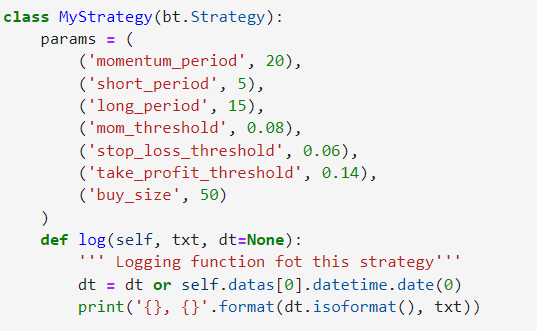 class MyStrategy(bt.Strategy):
    params = (
        ('momentum_period', 20),
        ('short_period', 5),
        ('long_period', 15),
        ('mom_threshold', 0.08),
        ('stop_loss_threshold', 0.06),
        ('take_profit_threshold', 0.14),
        ('buy_size', 50)
    )
    def log(self, txt, dt=None):
        ''' Logging function fot this strategy'''
        dt = dt or self.datas[0].datetime.date(0)
        print('{}, {}'.format(dt.isoformat(), txt))